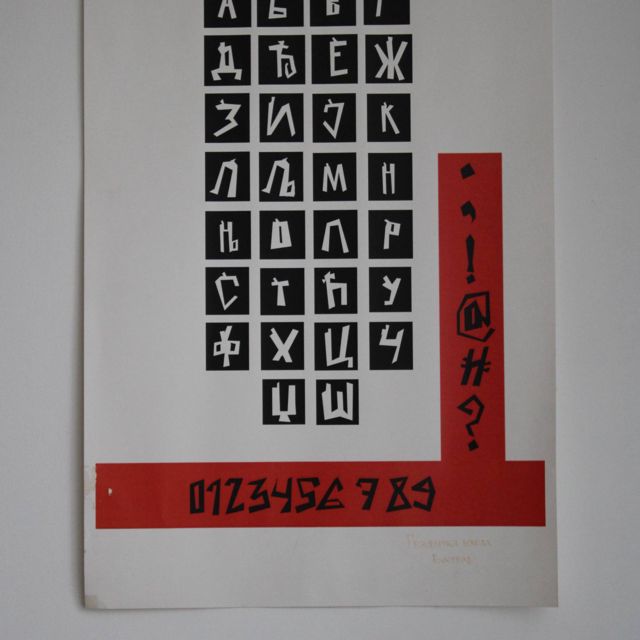 А Б В Г
Д Ђ Е Ж
З И Ј К
Л Љ М Н
Њ О П Р
С Т Ћ У
Ф Х Ц Ч
Џ Ш
.
,
!
@
#
?
0123456789